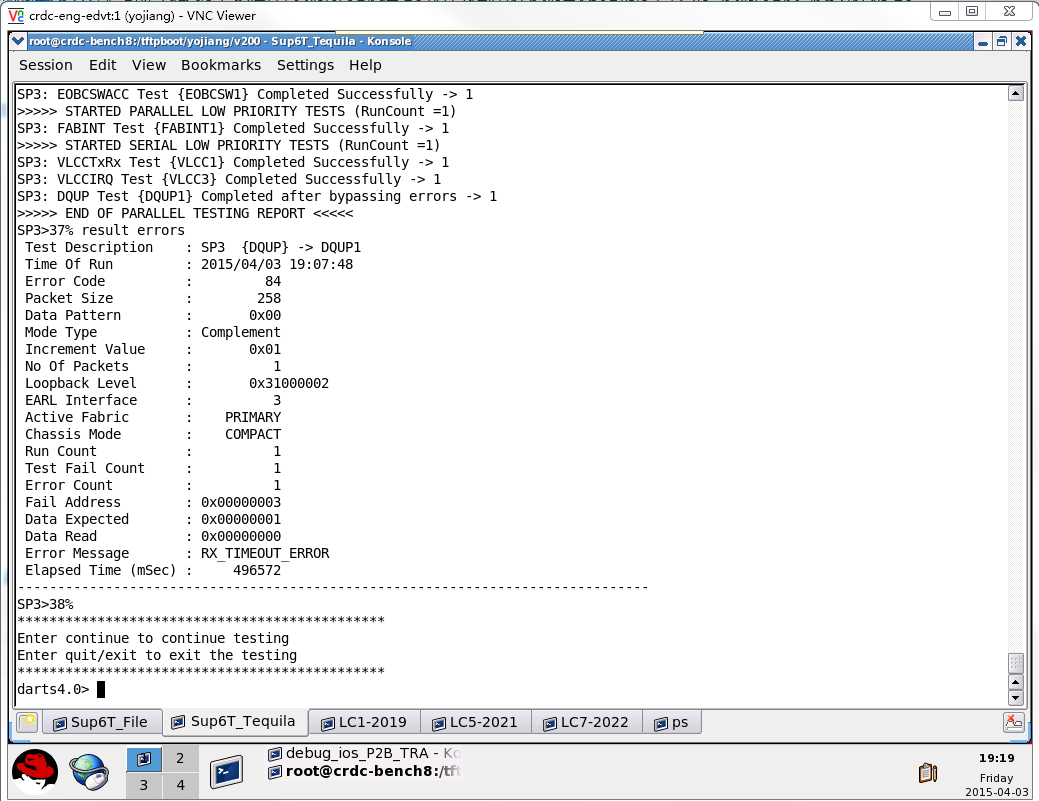 crdc-eng-edvt:1 (yojiang) - VNC Viewer
root@crdc-bench8:/tftpboot/yojiang/v200 - Sup6T_Tequila - Konsole
Session Edit View Bookmarks Settings Help
SP3: EOBCSWACC Test {EOBCSW1} Completed Successfully -> 1
>>>>> STARTED PARALLEL LOW PRIORITY TESTS (RunCount =1)
SP3: FABINT Test {FABINT1} Completed Successfully -> 1
>>>>> STARTED SERIAL LOW PRIORITY TESTS (RunCount =1)
SP3: VLCCTxRx Test {VLCC1} Completed Successfully -> 1
SP3: VLCCIRQ Test {VLCC3} Completed Successfully -> 1
SP3: DQUP Test {DQUP1} Completed after bypassing errors -> 1
>>>>> END OF PARALLEL TESTING REPORT <<<<<
SP3>37% result errors
Test Description : SP3 {DQUP} -> DQUP1
Time Of Run : 2015/04/03 19:07:48
Error Code : 84
Packet Size : 258
Data Pattern : 0x00
Mode Type : Complement
Increment Value : 0x01
No Of Packets : 1
Loopback Level : 0x31000002
EARL Interface : 3
Active Fabric : PRIMARY
Chassis Mode : COMPACT
Run Count : 1
Test Fail Count : 1
Error Count : 1
Fail Address : 0x00000003
Data Expected : 0x00000001
Data Read : 0x00000000
Error Message : RX_TIMEOUT_ERROR
Elapsed Time (mSec) : 496572
-------------------------------------------------------------------------------
SP3>38%
**********************************************
Enter continue to continue testing
Enter quit/exit to exit the testing
**********************************************
darts4.0>
Sup6T_File Sup6T_Tequila LC1-2019 LC5-2021 LC7-2022 ps
2
3 4
debug_ios_P2B_TRA - Ko
root@crdc-bench8:/tft
19:19
Friday
2015-04-03